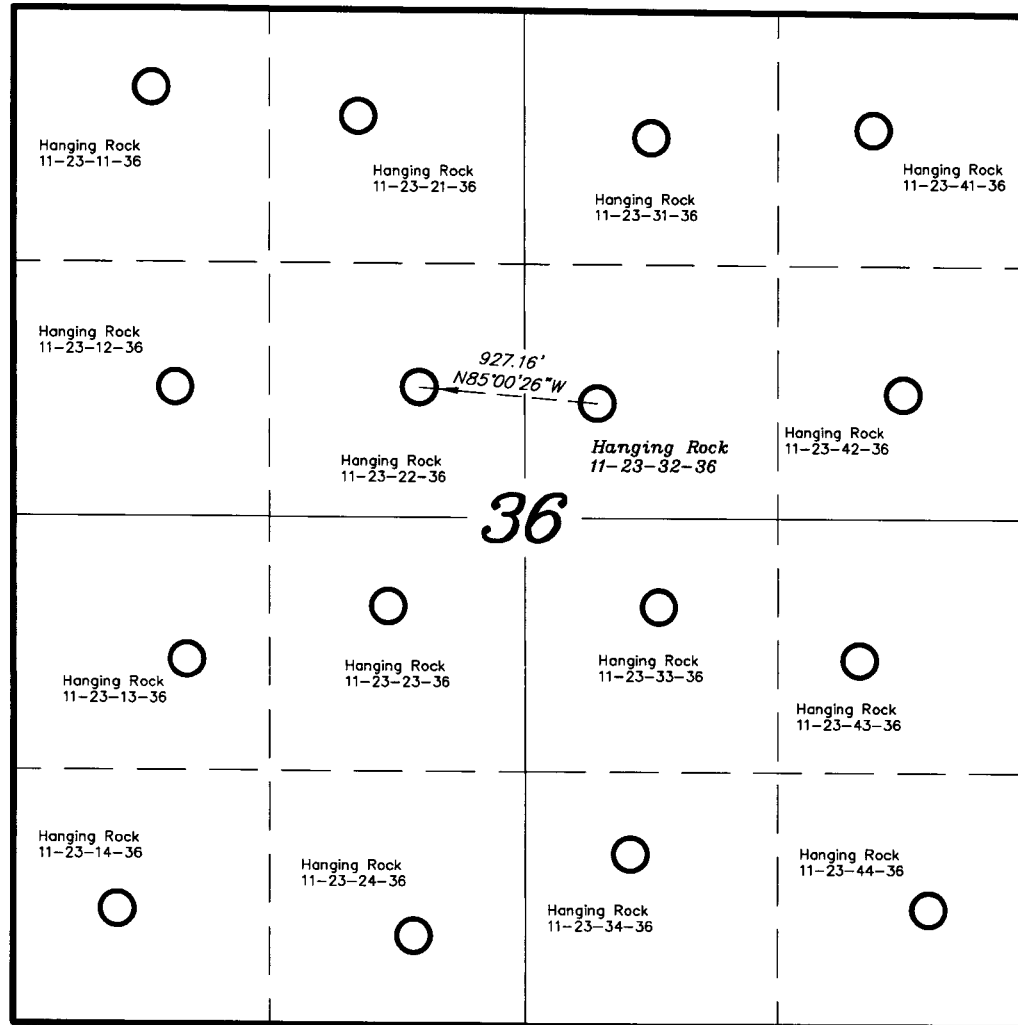 Hanging Rock
11-23-11-36
Hanging Rock
11-23-21-36
Hanging Rock
11-23-31-36
Hanging Rock
11-23-41-36
Hanging Rock
11-23-12-36
927.16'
N85°00'26"W
Hanging Rock
11-23-22-36
Hanging Rock
11-23-32-36
Hanging Rock
11-23-42-36
36
Hanging Rock
11-23-13-36
Hanging Rock
11-23-23-36
Hanging Rock
11-23-33-36
Hanging Rock
11-23-43-36
Hanging Rock
11-23-14-36
Hanging Rock
11-23-24-36
Hanging Rock
11-23-34-36
Hanging Rock
11-23-44-36